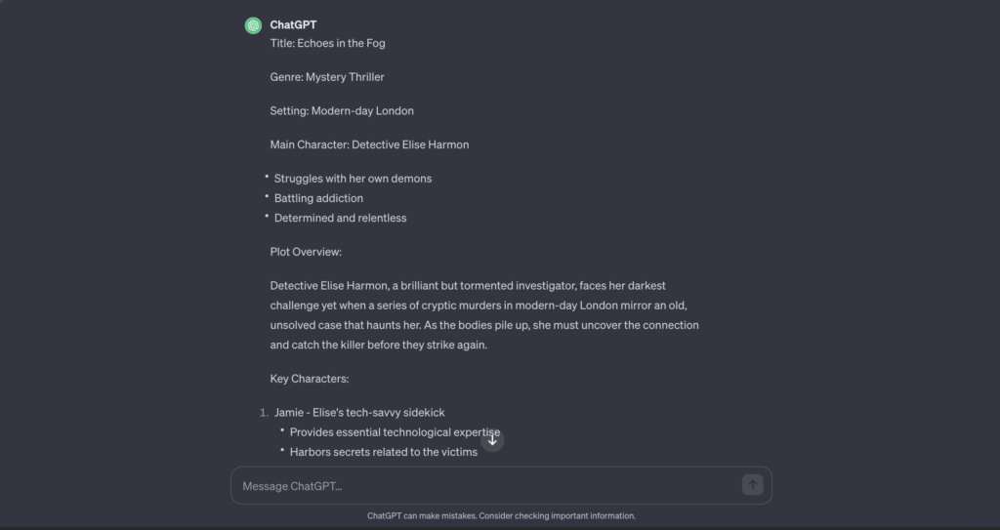 ChatGPT
Title: Echoes in the Fog
Genre: Mystery Thriller
Setting: Modern-day London
Main Character: Detective Elise Harmon
• Struggles with her own demons
• Battling addiction
• Determined and relentless
Plot Overview:
Detective Elise Harmon, a brilliant but tormented investigator, faces her darkest
challenge yet when a series of cryptic murders in modern-day London mirror an old,
unsolved case that haunts her. As the bodies pile up, she must uncover the connection
and catch the killer before they strike again.
Key Characters:
1. Jamie - Elise's tech-savvy sidekick
• Provides essential technological expertise
• Harbors secrets related to the victims
Message ChatGPT...
ChatGPT can make mistakes. Consider checking important information.